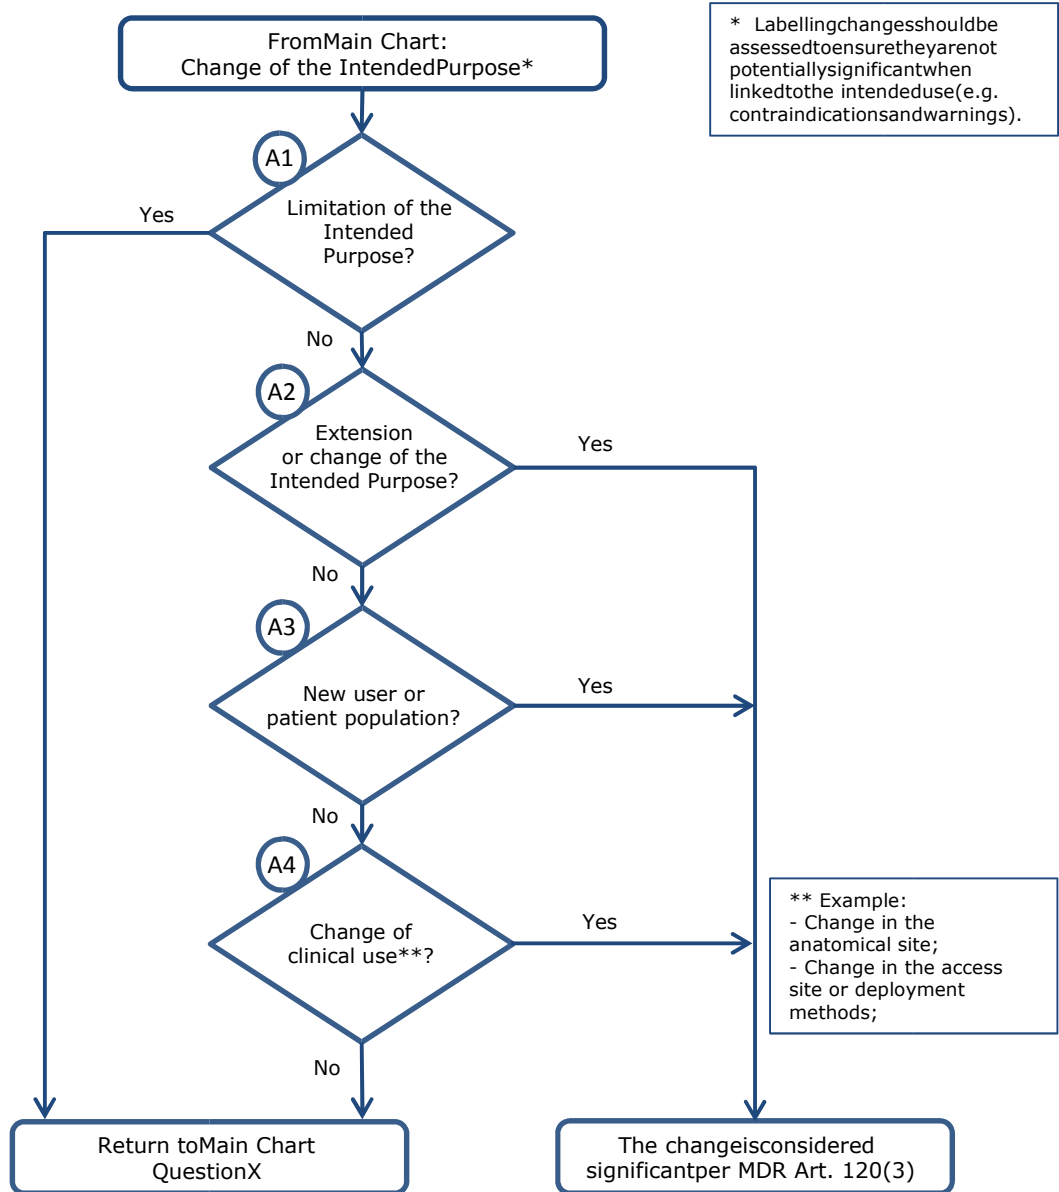 FromMain Chart:
Change of the IntendedPurpose*
* Labellingchangesshouldbe
assessedtoensuretheyarenot
potentiallysignificantwhen
linkedtothe intendeduse(e.g.
contraindicationsandwarnings).
A1
Limitation of the
Intended
Purpose?
Yes
No
A2
Extension
or change of the
Intended Purpose?
Yes
No
A3
New user or
patient population?
Yes
No
A4
Change of
clinical use**?
Yes
** Example:
- Change in the
anatomical site;
- Change in the access
site or deployment
methods;
No
Return toMain Chart
QuestionX
The changeisconsidered
significantper MDR Art. 120(3)